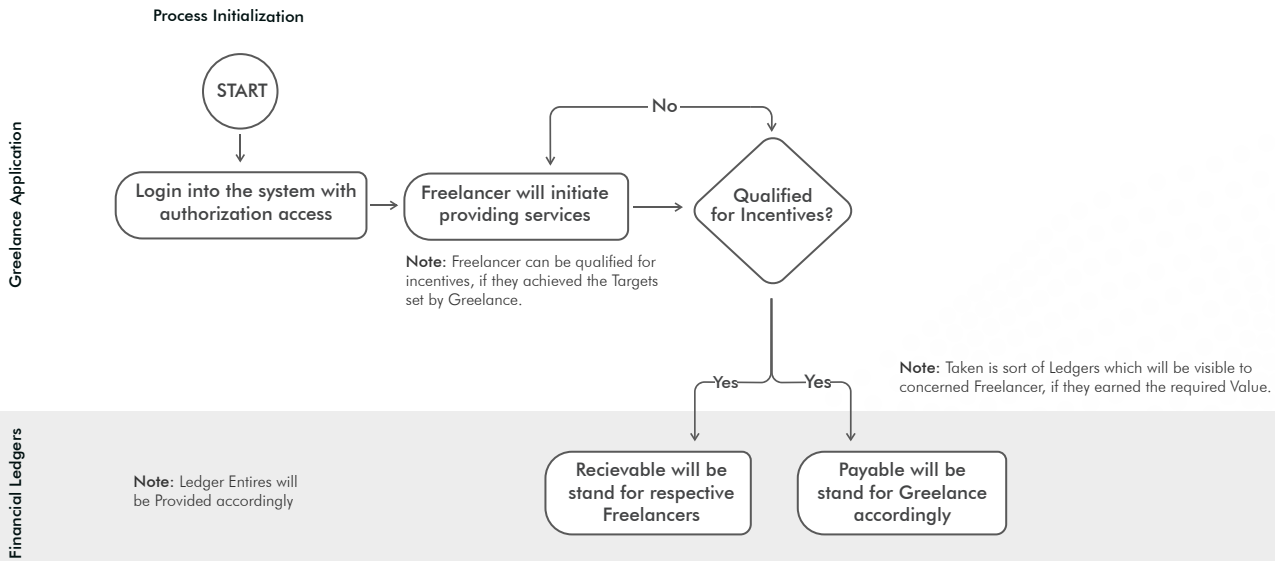 Process Initialization
START
No
Greelance Application
Login into the system with
authorization access
Freelancer will initiate
providing services
Qualified
for Incentives?
Note: Freelancer can be qualified for
incentives, if they achieved the Targets
set by Greelance.
Note: Taken is sort of Ledgers which will be visible to
concerned Freelancer, if they earned the required Value.
Yes
Yes
Financial Ledgers
Note: Ledger Entires will
be Provided accordingly
Recievable will be
stand for respective
Freelancers
Payable will be
stand for Greelance
accordingly